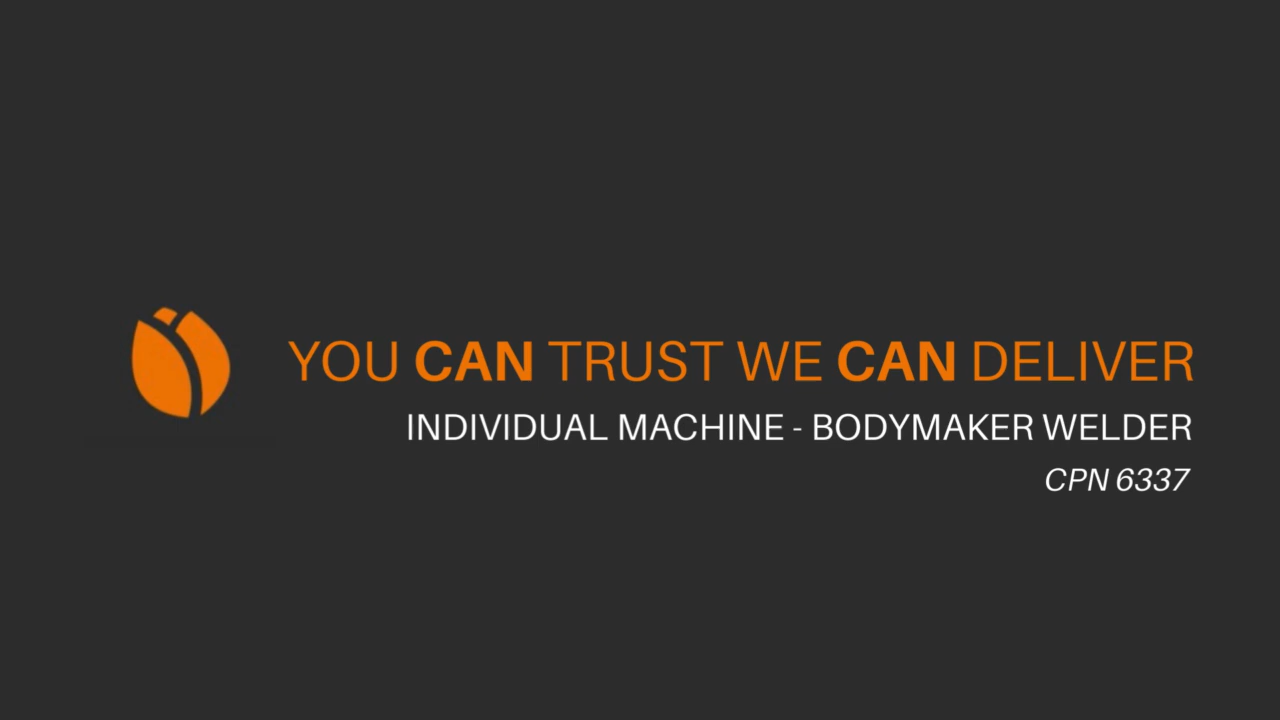 YOU CAN TRUST WE CAN DELIVER
INDIVIDUAL MACHINE - BODYMAKER WELDER
CPN 6337